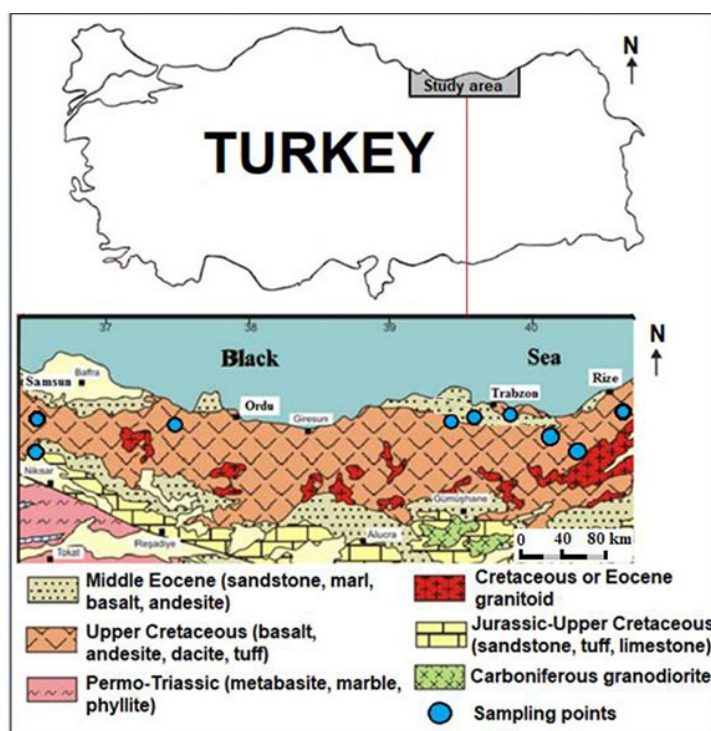 N
Study area
TURKEY
37 38 39 40
N
Black Sea
Bafra
Samsun
Rize
Trabzon
Ordu
Giresun
Niksar
Gümüşhane
Reşadiye
Alucra
Tokat
0 40 80 km
Middle Eocene (sandstone, marl,
basalt, andesite)
Upper Cretaceous (basalt,
andesite, dacite, tuff)
Permo-Triassic (metabasite, marble,
phyllite)
Cretaceous or Eocene
granitoid
Jurassic-Upper Cretaceous
(sandstone, tuff, limestone)
Carboniferous granodiorite
Sampling points